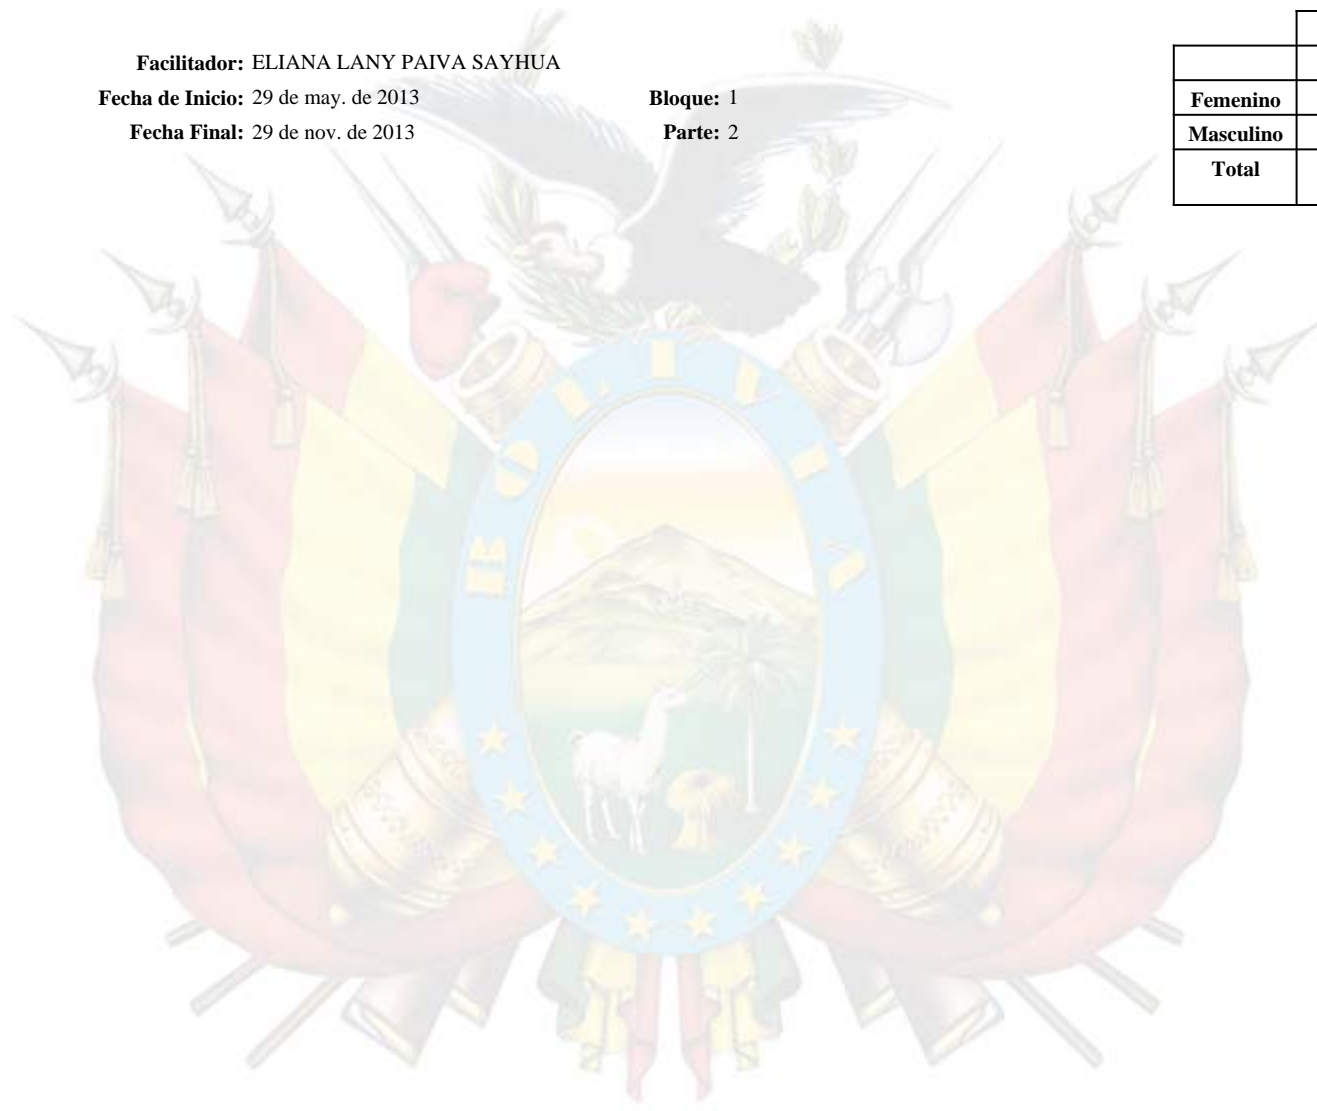 Facilitador: ELIANA LANY PAIVA SAYHUA
Fecha de Inicio: 29 de may. de 2013 Bloque: 1
Fecha Final: 29 de nov. de 2013 Parte: 2
Femenino
Masculino
Total
BOLIVIA